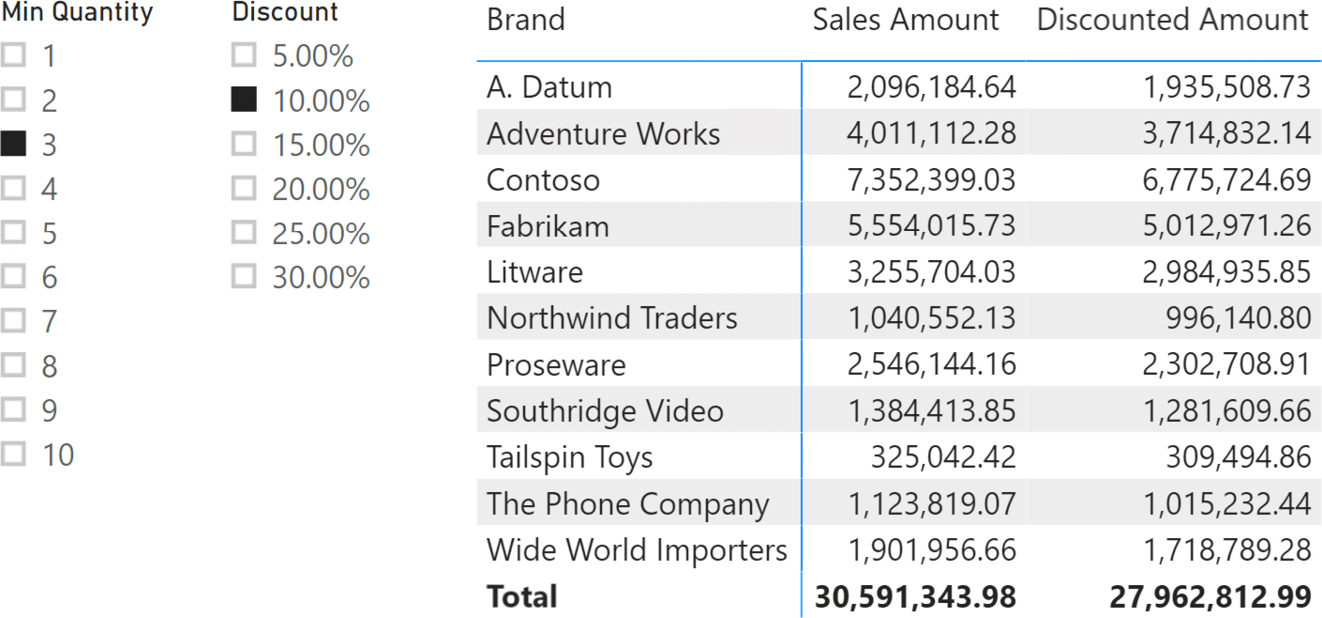 Min Quantity
1
2
3
4
5
6
7
8
9
10
Discount
5.00%
10.00%
15.00%
20.00%
25.00%
30.00%
Brand Sales Amount Discounted Amount
A. Datum 2,096,184.64 1,935,508.73
Adventure Works 4,011,112.28 3,714,832.14
Contoso 7,352,399.03 6,775,724.69
Fabrikam 5,554,015.73 5,012,971.26
Litware 3,255,704.03 2,984,935.85
Northwind Traders 1,040,552.13 996,140.80
Proseware 2,546,144.16 2,302,708.91
Southridge Video 1,384,413.85 1,281,609.66
Tailspin Toys 325,042.42 309,494.86
The Phone Company 1,123,819.07 1,015,232.44
Wide World Importers 1,901,956.66 1,718,789.28
Total 30,591,343.98 27,962,812.99